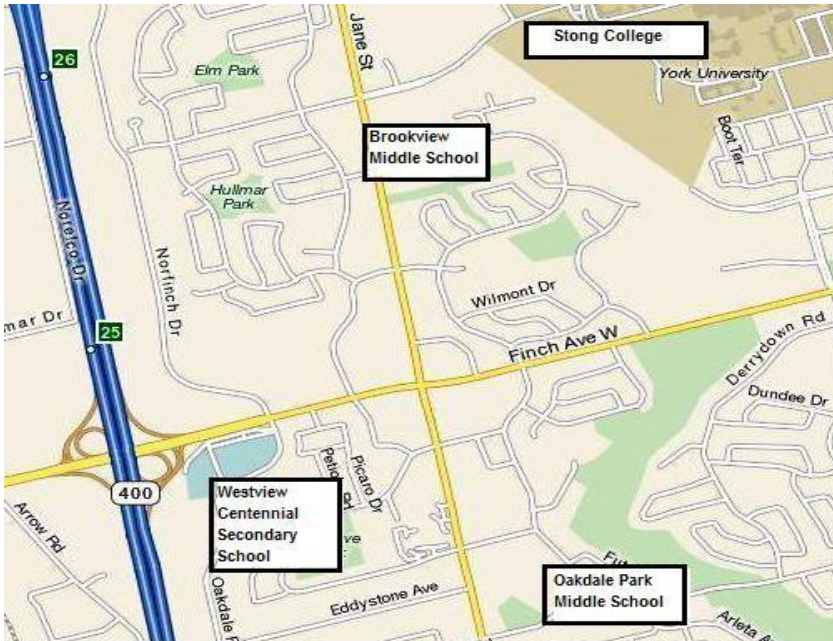 Stong College
York University
Jane St
26
Elm Park
Boot Ter
Brookview
Middle School
Hullmar
Park
Norelco Dr
Norfinch Dr
Wilmont Dr
mar Dr
25
Finch Ave W
Derrydown Rd
Dundee Dr
400
Westview
Centennial
Secondary
School
Picaro Dr
Arrow Rd
Oakdale
Eddystone Ave
Oakdale Park
Middle School